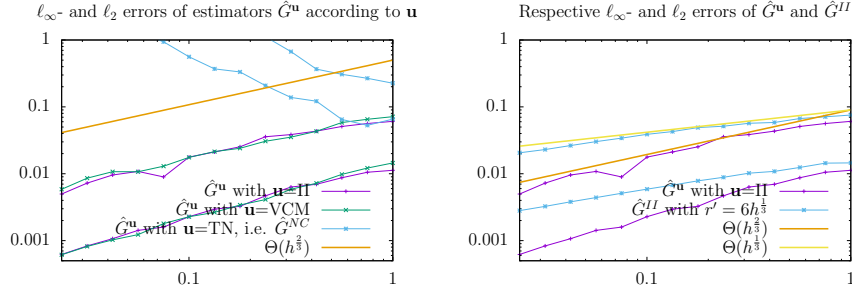 ℓ∞- and ℓ2 errors of estimators Ĝ^u according to u
1
0.1
0.01
0.001
Ĝ^u with u=II
Ĝ^u with u=VCM
Ĝ^u with u=TN, i.e. Ĝ^NC
Θ(h^(2/3))
0.1
1
Respective ℓ∞- and ℓ2 errors of Ĝ^u and Ĝ^II
1
0.1
0.01
0.001
Ĝ^u with u=II
Ĝ^II with r′ = 6h^(1/3)
Θ(h^(2/3))
Θ(h^(1/3))
0.1
1